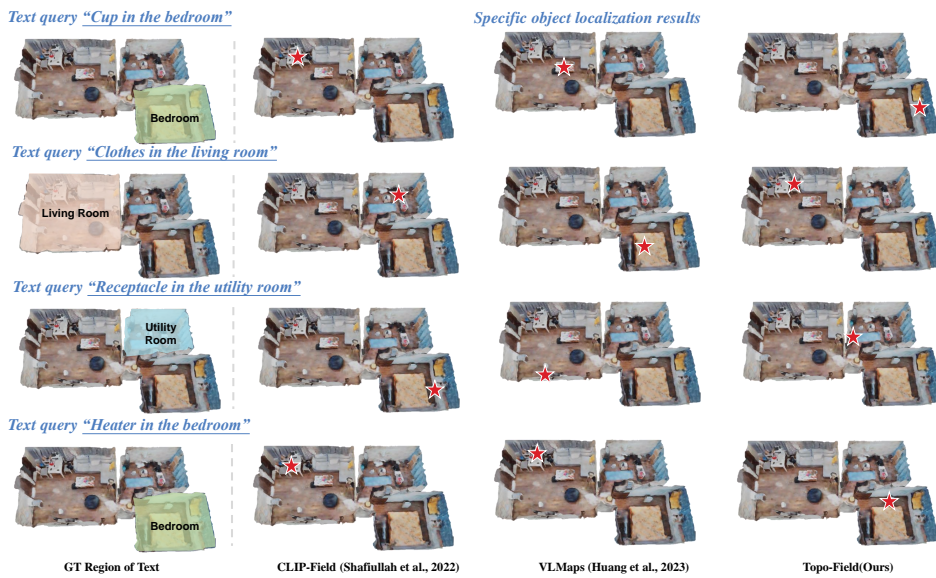 Text query “Cup in the bedroom”
Specific object localization results
Bedroom
Text query “Clothes in the living room”
Living Room
Text query “Receptacle in the utility room”
Utility
Room
Text query “Heater in the bedroom”
Bedroom
GT Region of Text
CLIP-Field (Shafiullah et al., 2022)
VLMaps (Huang et al., 2023)
Topo-Field(Ours)